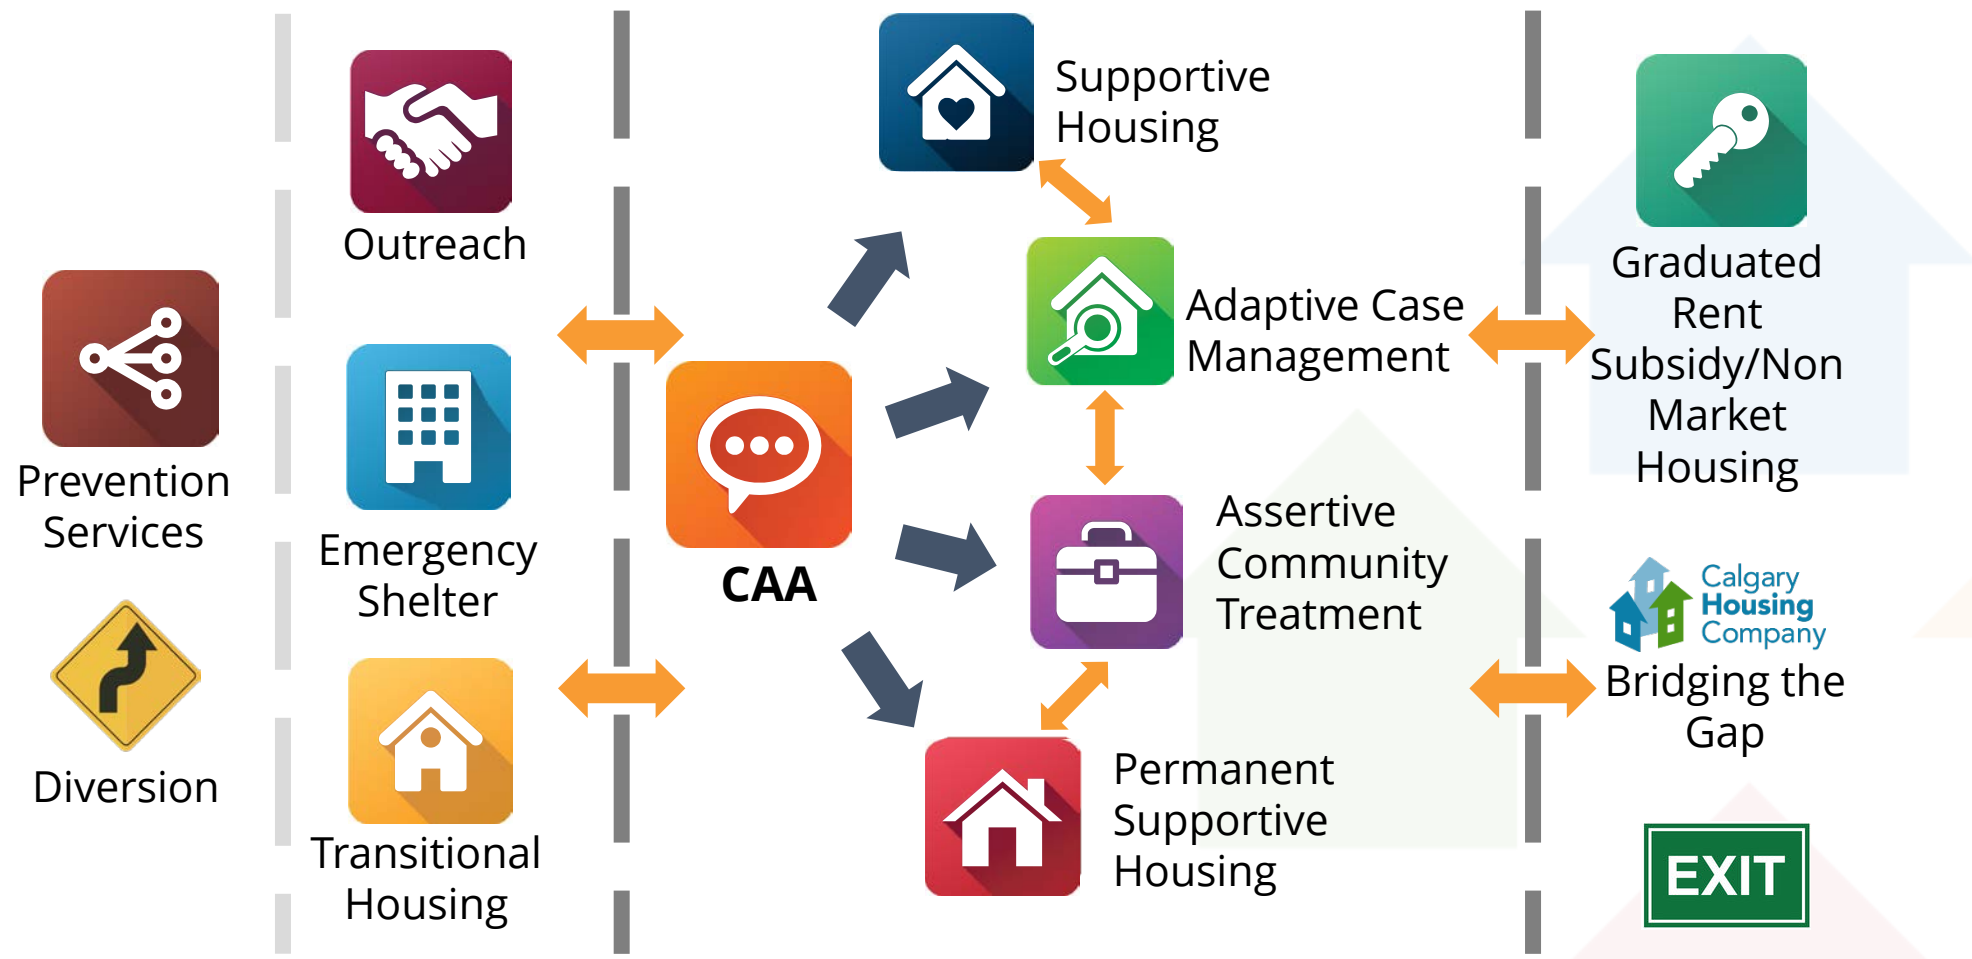 Prevention
Services
Diversion
Outreach
Emergency
Shelter
Transitional
Housing
CAA
Supportive
Housing
Adaptive Case
Management
Assertive
Community
Treatment
Permanent
Supportive
Housing
Graduated
Rent
Subsidy/Non
Market
Housing
Calgary
Housing
Company
Bridging the
Gap
EXIT